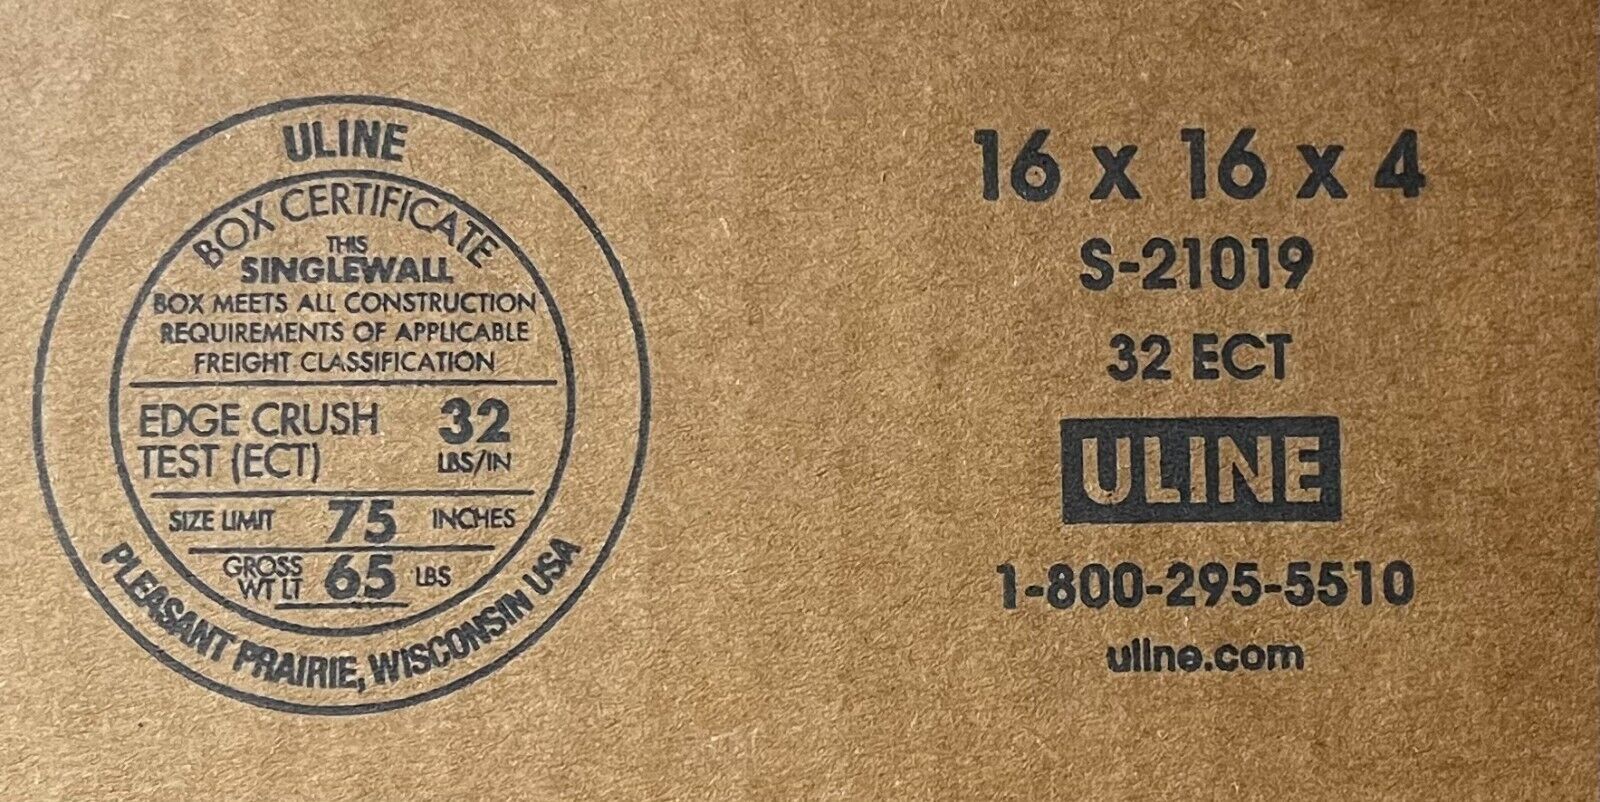 ULINE
BOX CERTIFICATE
THIS
SINGLEWALL
BOX MEETS ALL CONSTRUCTION
REQUIREMENTS OF APPLICABLE
FREIGHT CLASSIFICATION
EDGE CRUSH
TEST (ECT)
32
LBS/IN
SIZE LIMIT 75 INCHES
GROSS
WT LT
65 LBS
PLEASANT PRAIRIE, WISCONSIN USA
16 x 16 x 4
S-21019
32 ECT
ULINE
1-800-295-5510
uline.com